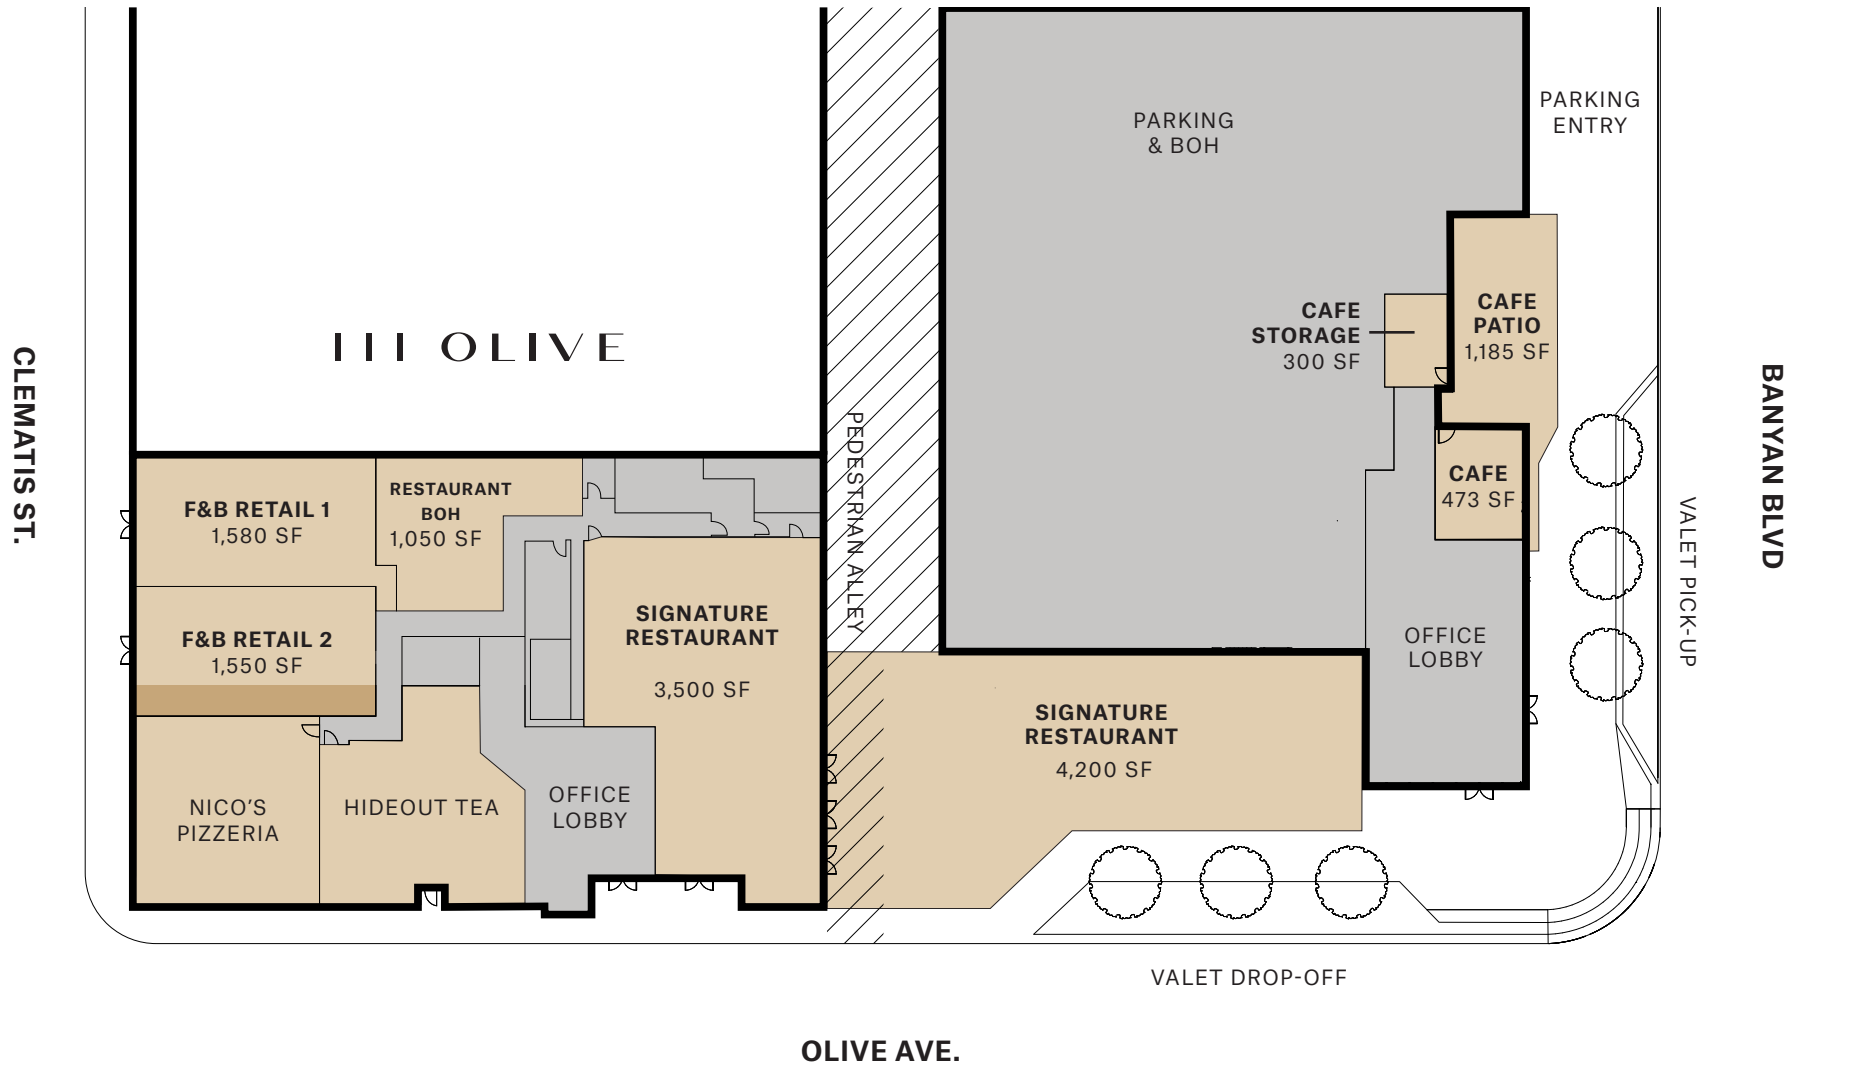 PARKING
& BOH
PARKING
ENTRY
CAFE
STORAGE
300 SF
CAFE
PATIO
1,185 SF
III OLIVE
CLEMATIS ST.
BANYAN BLVD
PEDESTRIAN ALLEY
F&B RETAIL 1
1,580 SF
RESTAURANT
BOH
1,050 SF
CAFE
473 SF
VALET PICK-UP
F&B RETAIL 2
1,550 SF
SIGNATURE
RESTAURANT
3,500 SF
OFFICE
LOBBY
SIGNATURE
RESTAURANT
4,200 SF
NICO’S
PIZZERIA
HIDEOUT TEA
OFFICE
LOBBY
VALET DROP-OFF
OLIVE AVE.